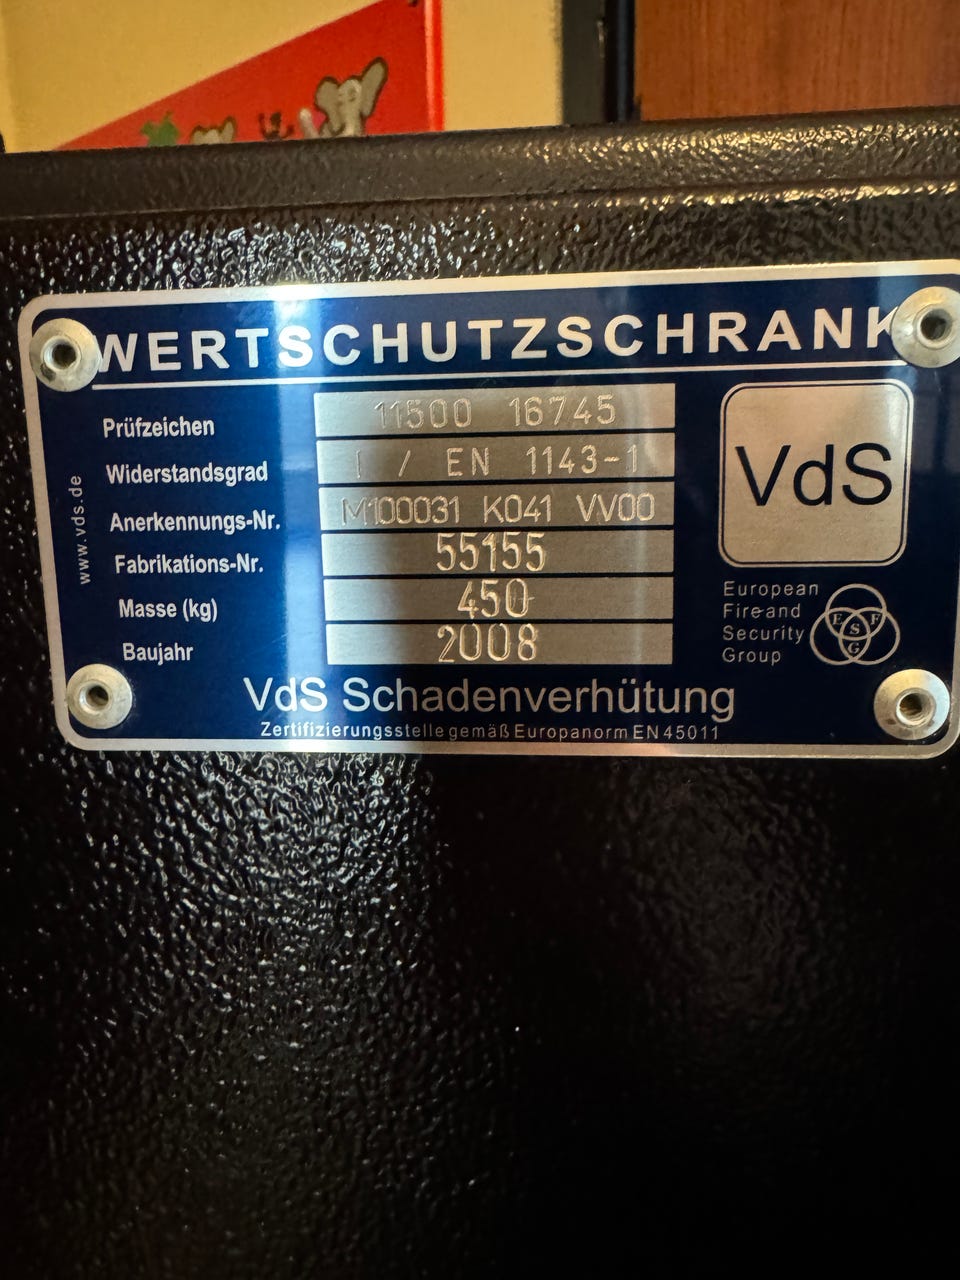 WERTSCHUTZSCHRANK
Prüfzeichen 11500 16745
Widerstandsgrad I / EN 1143-1
Anerkennungs-Nr. M100031 K041 VV00
Fabrikations-Nr. 55155
Masse (kg) 450
Baujahr 2008
www.vds.de
VdS
European
Fire and
Security
Group
E F
S
G
VdS Schadenverhütung
Zertifizierungsstelle gemäß Europanorm EN 45011